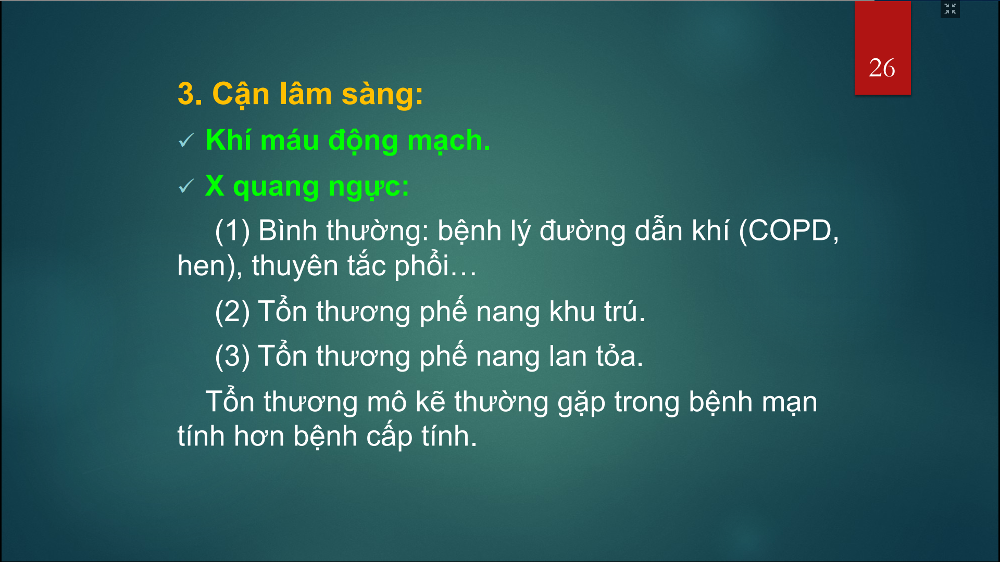 26
3. Cận lâm sàng:
✓ Khí máu động mạch.
✓ X quang ngực:
(1) Bình thường: bệnh lý đường dẫn khí (COPD,
hen), thuyên tắc phổi…
(2) Tổn thương phế nang khu trú.
(3) Tổn thương phế nang lan tỏa.
Tổn thương mô kẽ thường gặp trong bệnh mạn
tính hơn bệnh cấp tính.